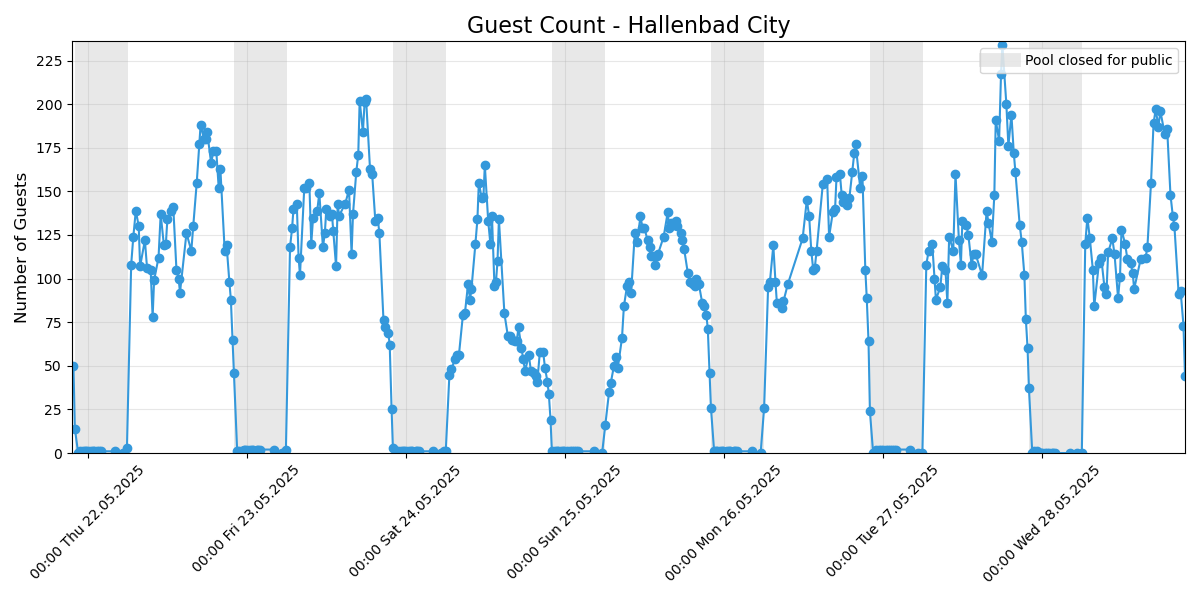 Guest Count - Hallenbad City
Pool closed for public
Number of Guests
225
200
175
150
125
100
75
50
25
0
00:00 Thu 22.05.2025
00:00 Fri 23.05.2025
00:00 Sat 24.05.2025
00:00 Sun 25.05.2025
00:00 Mon 26.05.2025
00:00 Tue 27.05.2025
00:00 Wed 28.05.2025